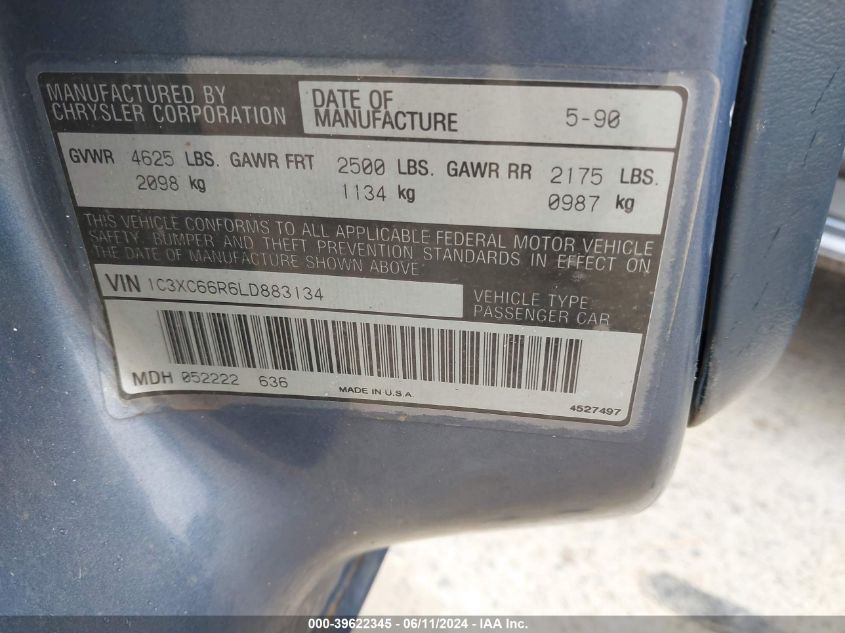 MANUFACTURED BY
CHRYSLER CORPORATION
DATE OF
MANUFACTURE
5-90
GVWR 4625 LBS. GAWR FRT 2500 LBS. GAWR RR 2175 LBS.
2098 kg 1134 kg 0987 kg
THIS VEHICLE CONFORMS TO ALL APPLICABLE FEDERAL MOTOR VEHICLE
SAFETY, BUMPER AND THEFT PREVENTION STANDARDS IN EFFECT ON
THE DATE OF MANUFACTURE SHOWN ABOVE.
VIN 1C3XC66R6LD883134
VEHICLE TYPE
PASSENGER CAR
MDH 052222 636
MADE IN U.S.A.
4527497
000-39622345 - 06/11/2024 - IAAI.com